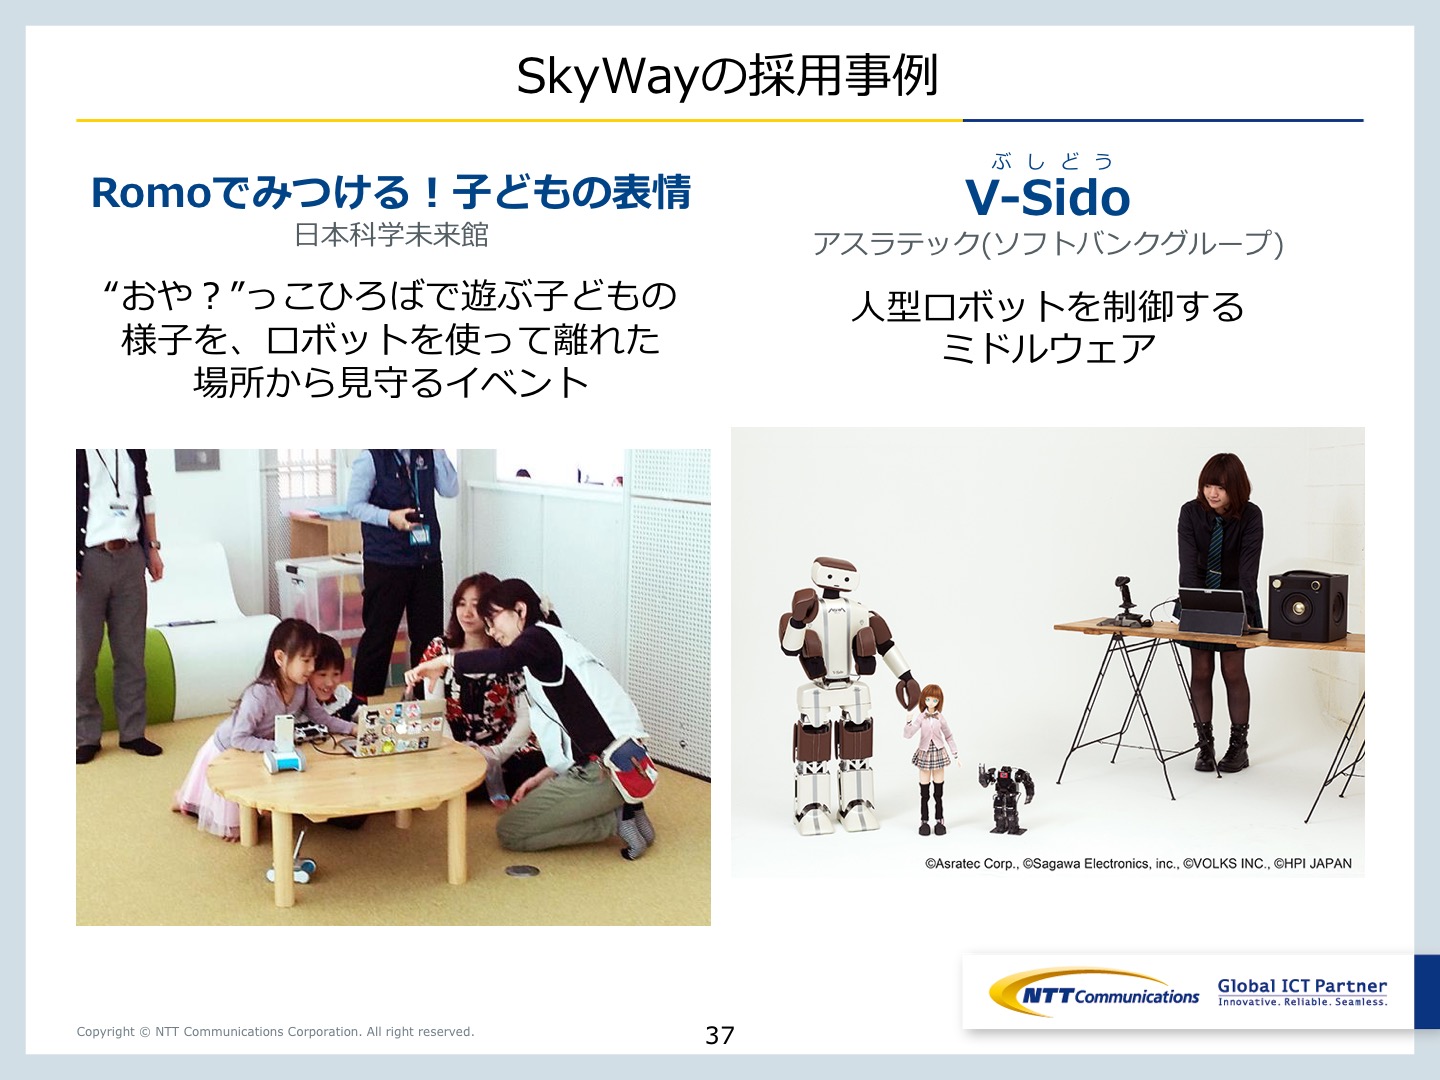 SkyWayの採用事例
Romoでみつける！子どもの表情
日本科学未来館
“おや？”っこひろばで遊ぶ子どもの
様子を、ロボットを使って離れた
場所から見守るイベント
ぶしどう
V-Sido
アスラテック(ソフトバンクグループ)
人型ロボットを制御する
ミドルウェア
©Asratec Corp., ©Sagawa Electronics, inc., ©VOLKS INC., ©HPI JAPAN
NTT Communications
Global ICT Partner
Innovative. Reliable. Seamless.
Copyright © NTT Communications Corporation. All right reserved.
37